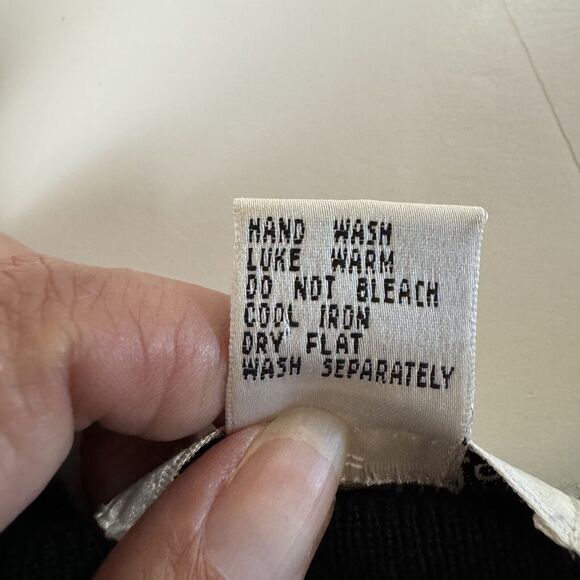 HAND WASH
LUKE WARM
DO NOT BLEACH
COOL IRON
DRY FLAT
WASH SEPARATELY